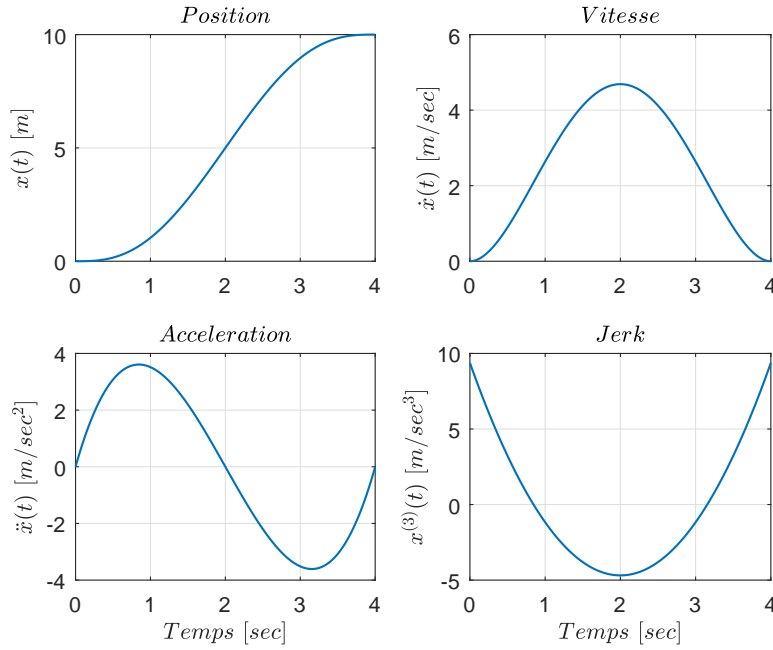 Position
x(t) [m]
10
5
0
0 1 2 3 4
Vitesse
ẋ(t) [m/sec]
6
4
2
0
0 1 2 3 4
Acceleration
ẍ(t) [m/sec²]
4
2
0
-2
-4
0 1 2 3 4
Temps [sec]
Jerk
x⁽³⁾(t) [m/sec³]
10
5
0
-5
0 1 2 3 4
Temps [sec]